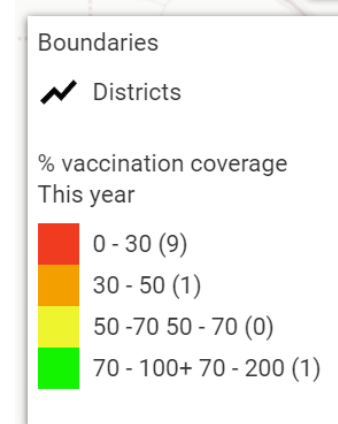 Boundaries
Districts
% vaccination coverage
This year
0 - 30 (9)
30 - 50 (1)
50 -70 50 - 70 (0)
70 - 100+ 70 - 200 (1)